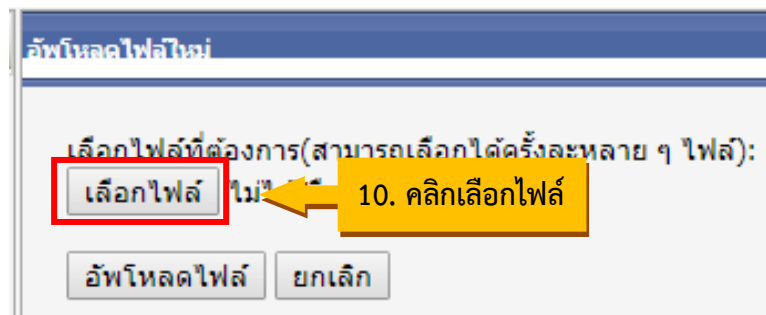 อัพโหลดไฟล์ใหม่
เลือกไฟล์ที่ต้องการ(สามารถเลือกได้ครั้งละหลาย ๆ ไฟล์):
เลือกไฟล์
10. คลิกเลือกไฟล์
อัพโหลดไฟล์ ยกเลิก